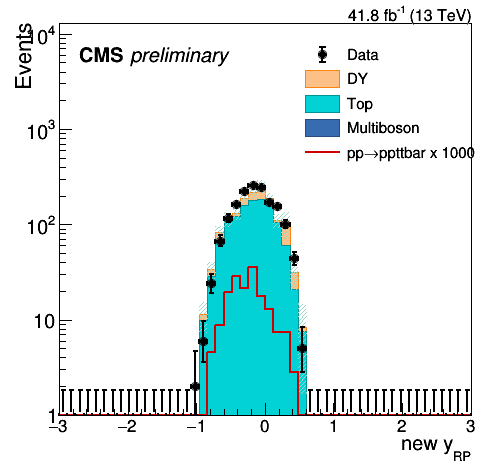 41.8 fb⁻¹ (13 TeV)
Events
CMS preliminary
Data
DY
Top
Multiboson
pp→ppttbar x 1000
10³
10²
10
1
−3 −2 −1 0 1 2 3
new y_RP